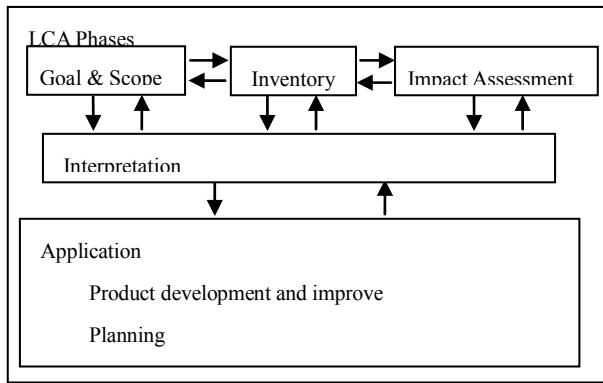 LCA Phases
Goal & Scope
Inventory
Impact Assessment
Interpretation
Application
Product development and improve
Planning